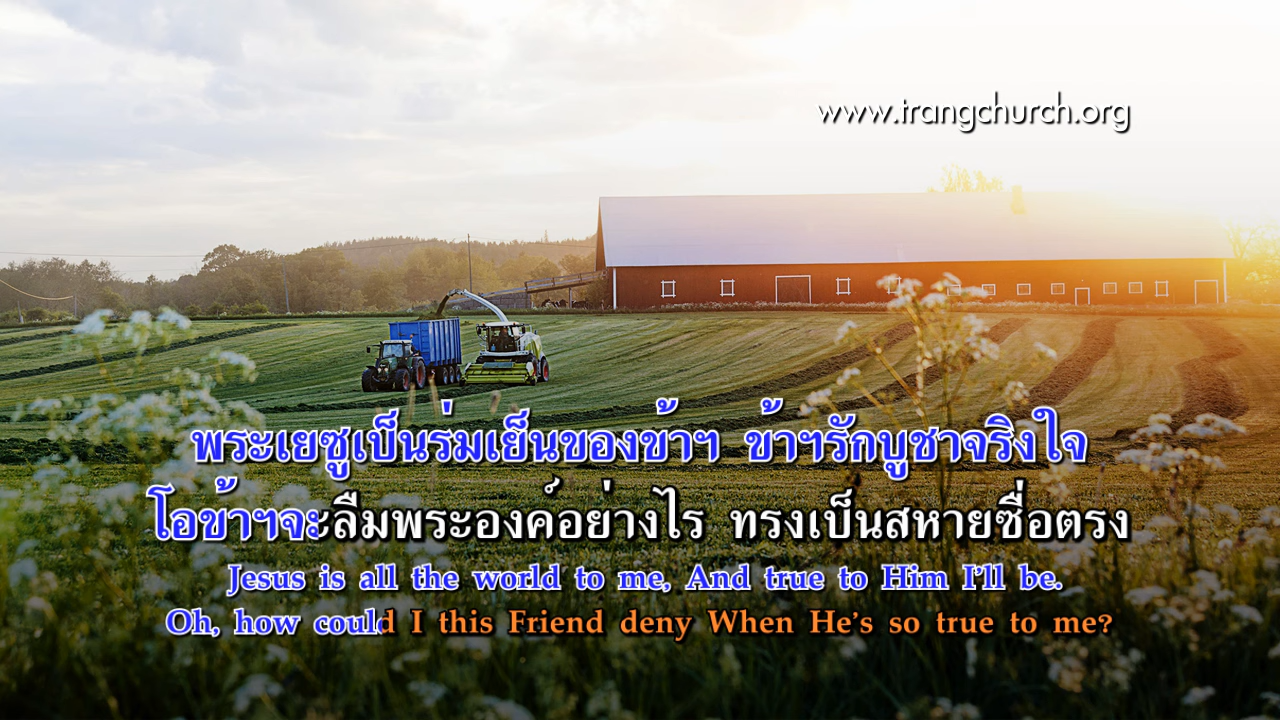 www.trangchurch.org
พระเยซูเป็นร่มเย็นของข้าฯ ข้าฯรักบูชาจริงใจ
โอข้าฯจะลืมพระองค์อย่างไร ทรงเป็นสหายซื่อตรง
Jesus is all the world to me, And true to Him I'll be.
Oh, how could I this Friend deny When He's so true to me?